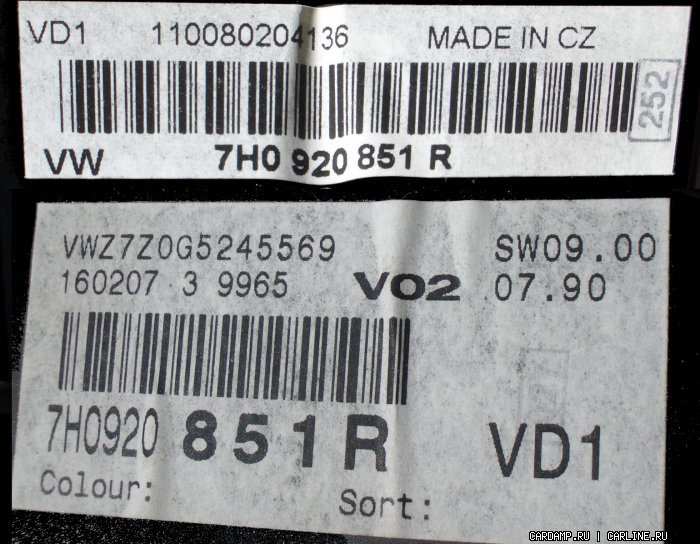 VD1 110080204136 MADE IN CZ
252
VW 7H0 920 851 R
VWZ7Z0G5245569 SW09.00
160207 3 9965 V02 07.90
7H0920 851R VD1
Colour: Sort:
CARDAMP.RU | CARLINE.RU